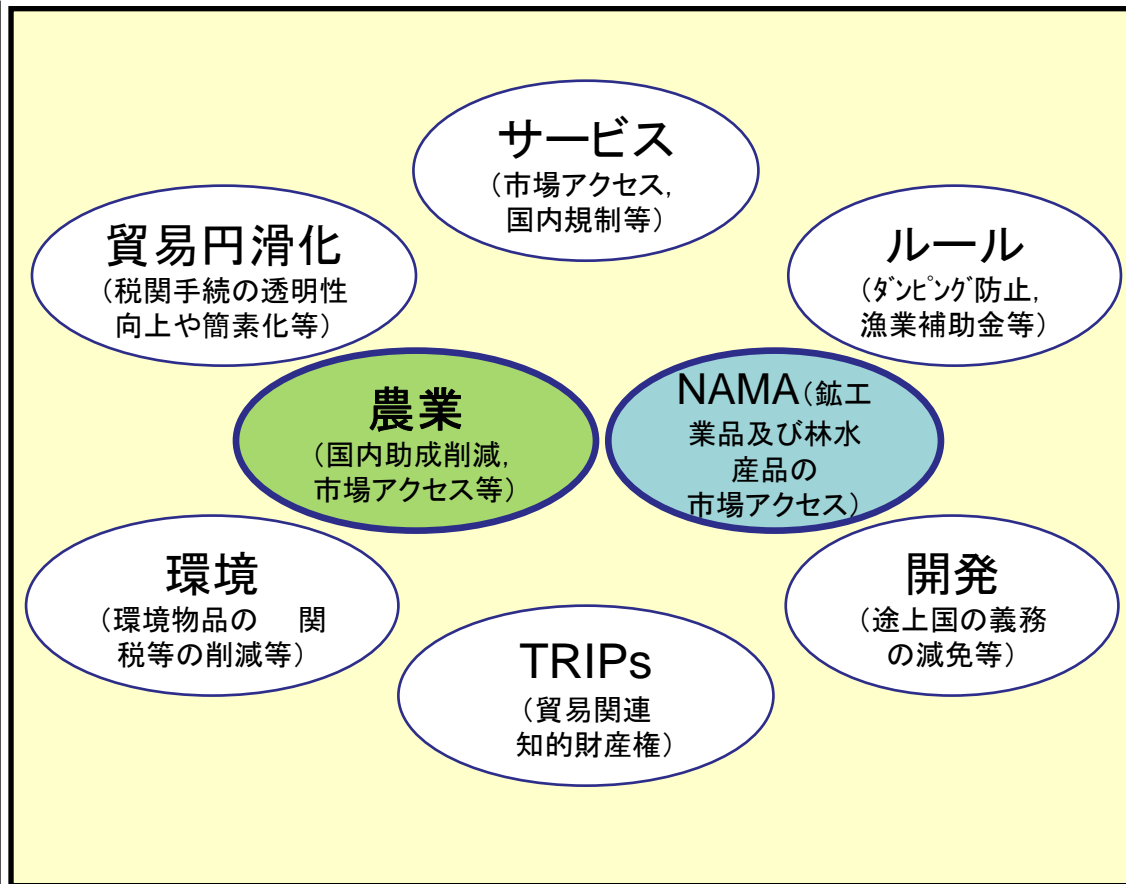 サービス
（市場アクセス,
国内規制等）
貿易円滑化
（税関手続の透明性
向上や簡素化等）
ルール
（ﾀﾞﾝﾋﾟﾝｸﾞ防止,
漁業補助金等）
農業
（国内助成削減,
市場アクセス等）
NAMA（鉱工
業品及び林水
産品の
市場アクセス）
環境
（環境物品の　関
税等の削減等）
TRIPs
（貿易関連
知的財産権）
開発
（途上国の義務
の減免等）